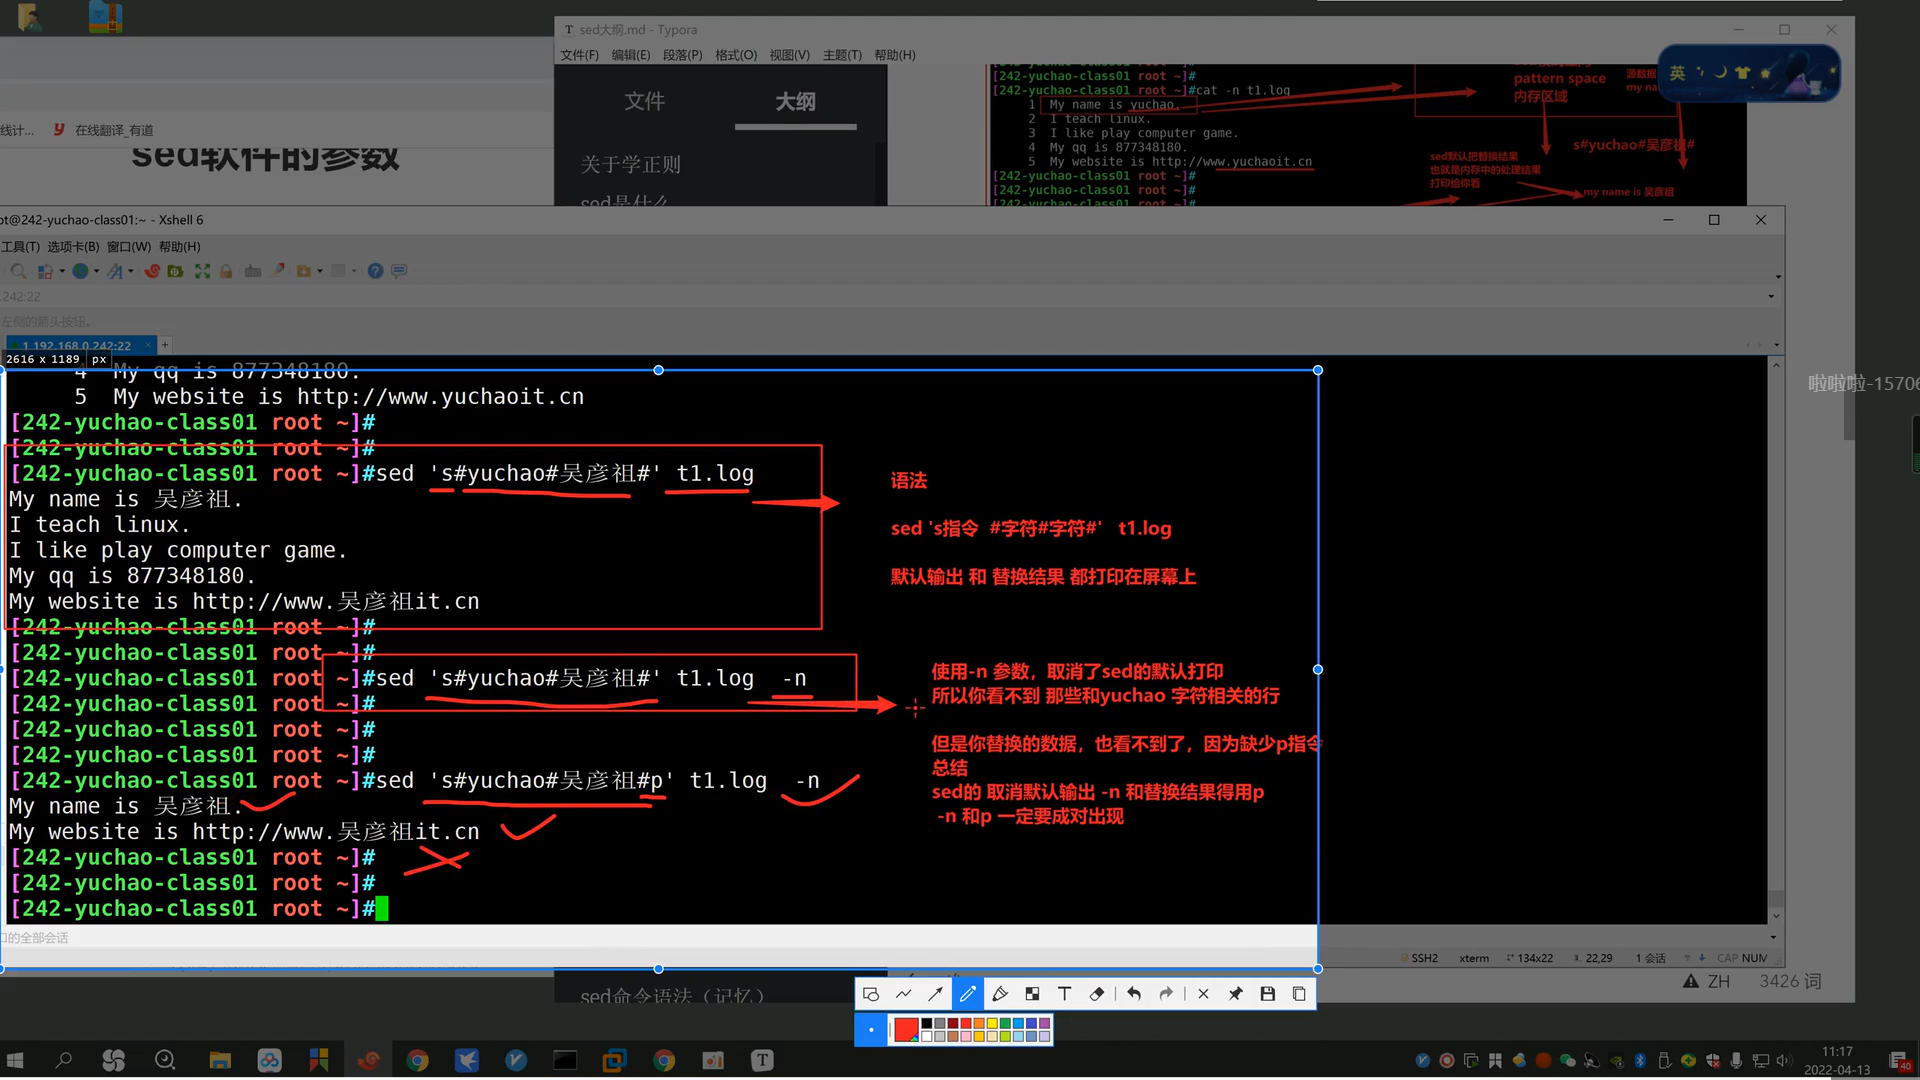 sed大纲.md - Typora
文件(F) 编辑(E) 段落(P) 格式(O) 视图(V) 主题(T) 帮助(H)
线计... 在线翻译_有道
sed软件的参数
文件 大纲
关于学正则
sed是什么
[242-yuchao-class01 root ~]#
[242-yuchao-class01 root ~]#cat -n t1.log
1 My name is yuchao.
2 I teach linux.
3 I like play computer game.
4 My qq is 877348180.
5 My website is http://www.yuchaoit.cn
[242-yuchao-class01 root ~]#
[242-yuchao-class01 root ~]#
[242-yuchao-class01 root ~]#
pattern space
内存区域
源数据
my na
s#yuchao#吴彦祖#
sed默认把替换结果
也就是内存中的处理结果
打印给你看
my name is 吴彦祖
英
ot@242-yuchao-class01:~ - Xshell 6
工具(T) 选项卡(B) 窗口(W) 帮助(H)
.242:22
左侧的箭头按钮。
1 192.168.0.242:22
2616 x 1189 px
啦啦啦-15706
4 My qq is 877348180.
5 My website is http://www.yuchaoit.cn
[242-yuchao-class01 root ~]#
[242-yuchao-class01 root ~]#
[242-yuchao-class01 root ~]#sed 's#yuchao#吴彦祖#' t1.log
My name is 吴彦祖.
I teach linux.
I like play computer game.
My qq is 877348180.
My website is http://www.吴彦祖it.cn
[242-yuchao-class01 root ~]#
[242-yuchao-class01 root ~]#
[242-yuchao-class01 root ~]#sed 's#yuchao#吴彦祖#' t1.log -n
[242-yuchao-class01 root ~]#
[242-yuchao-class01 root ~]#
[242-yuchao-class01 root ~]#
[242-yuchao-class01 root ~]#sed 's#yuchao#吴彦祖#p' t1.log -n
My name is 吴彦祖.
My website is http://www.吴彦祖it.cn
[242-yuchao-class01 root ~]#
[242-yuchao-class01 root ~]#
[242-yuchao-class01 root ~]#
语法
sed 's指令 #字符#字符#' t1.log
默认输出 和 替换结果 都打印在屏幕上
使用-n 参数，取消了sed的默认打印
所以你看不到 那些和yuchao 字符相关的行
但是你替换的数据，也看不到了，因为缺少p指令
总结
sed的 取消默认输出 -n 和替换结果得用p
-n 和p 一定要成对出现
口的全部会话
SSH2 xterm 134x22 22,29 1 会话 CAP NUM
sed命令语法（记忆）
ZH 3426 词
11:17
2022-04-13
40